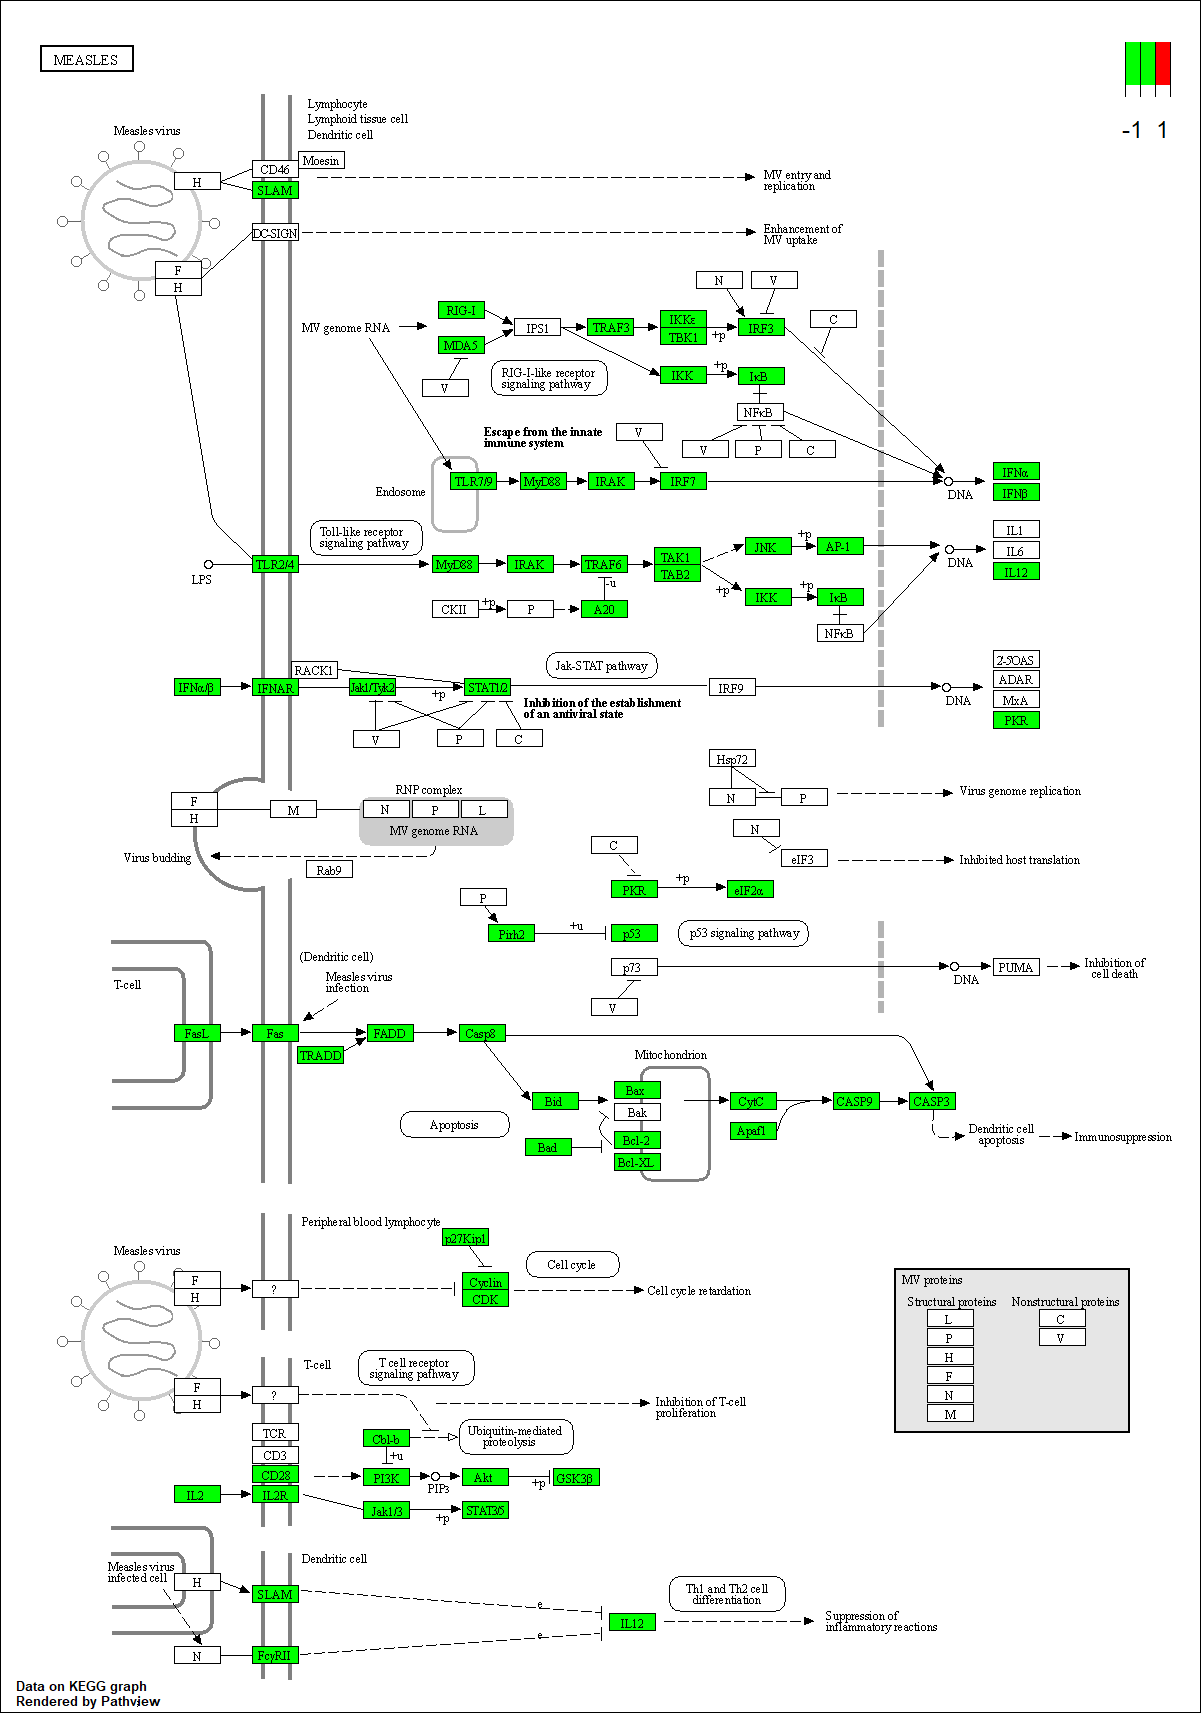 MEASLES
-1 1
Lymphocyte
Lymphoid tissue cell
Dendritic cell
Measles virus
Moesin
CD46
H
SLAM
MV entry and
replication
DC-SIGN
Enhancement of
MV uptake
F
H
N
V
RIG-I
MV genome RNA
IPS1
TRAF3
IKKε
TBK1
+p
IRF3
C
MDA5
V
RIG-I-like receptor
signaling pathway
IKK
+p
IκB
NFκB
Escape from the innate
immune system
V
V
P
C
Endosome
TLR7/9
MyD88
IRAK
IRF7
DNA
IFNα
IFNβ
Toll-like receptor
signaling pathway
LPS
TLR2/4
MyD88
IRAK
TRAF6
TAK1
TAB2
JNK
+p
AP-1
DNA
IL1
IL6
IL12
-u
CKII
+p
P
A20
+p
IKK
+p
IκB
NFκB
RACK1
Jak-STAT pathway
IFNα/β
IFNAR
Jak1/Tyk2
+p
STAT1/2
IRF9
DNA
2'-5'OAS
ADAR
MxA
PKR
Inhibition of the establishment
of an antiviral state
V
P
C
Hsp72
N
P
Virus genome replication
F
H
M
RNP complex
N
P
L
MV genome RNA
N
eIF3
Inhibited host translation
Virus budding
Rab9
C
PKR
+p
eIF2α
P
Pirh2
+u
p53
p53 signaling pathway
T-cell
(Dendritic cell)
Measles virus
infection
p73
V
DNA
PUMA
Inhibition of
cell death
FasL
Fas
TRADD
FADD
Casp8
Mitochondrion
Bid
Bax
Bak
Bcl-2
Bcl-XL
Bad
Apoptosis
CytC
Apaf1
CASP9
CASP3
Dendritic cell
apoptosis
Immunosuppression
Peripheral blood lymphocyte
Measles virus
F
H
?
p27Kip1
Cyclin
CDK
Cell cycle
Cell cycle retardation
T-cell
T cell receptor
signaling pathway
F
H
?
Inhibition of T-cell
proliferation
TCR
CD3
CD28
Cbl-b
+u
Ubiquitin-mediated
proteolysis
PI3K
PIP3
Akt
+p
GSK3β
IL2
IL2R
Jak1/3
+p
STAT3/5
MV proteins
Structural proteins
Nonstructural proteins
L
P
H
F
N
M
C
V
Dendritic cell
Measles virus
infected cell
H
SLAM
e
Th1 and Th2 cell
differentiation
IL12
Suppression of
inflammatory reactions
N
FcγRII
e
Data on KEGG graph
Rendered by Pathview